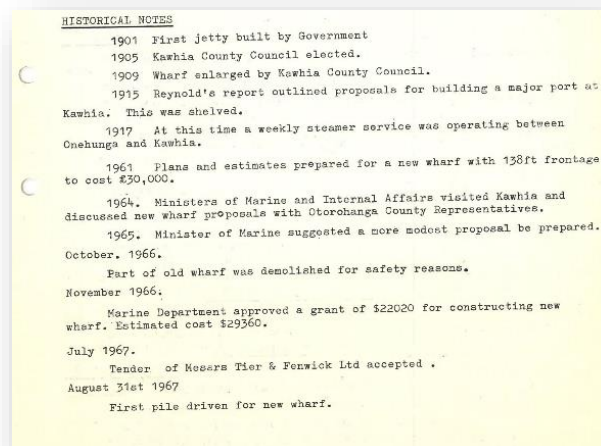 HISTORICAL NOTES
1901 First jetty built by Government
1905 Kawhia County Council elected.
1909 Wharf enlarged by Kawhia County Council.
1915 Reynold's report outlined proposals for building a major port at
Kawhia. This was shelved.
1917 At this time a weekly steamer service was operating between
Onehunga and Kawhia.
1961 Plans and estimates prepared for a new wharf with 138ft frontage
to cost £30,000.
1964. Ministers of Marine and Internal Affairs visited Kawhia and
discussed new wharf proposals with Otorohanga County Representatives.
1965. Minister of Marine suggested a more modest proposal be prepared.
October. 1966.
Part of old wharf was demolished for safety reasons.
November 1966.
Marine Department approved a grant of $22020 for constructing new
wharf. Estimated cost $29360.
July 1967.
Tender of Messrs Tier & Fenwick Ltd accepted .
August 31st 1967
First pile driven for new wharf.